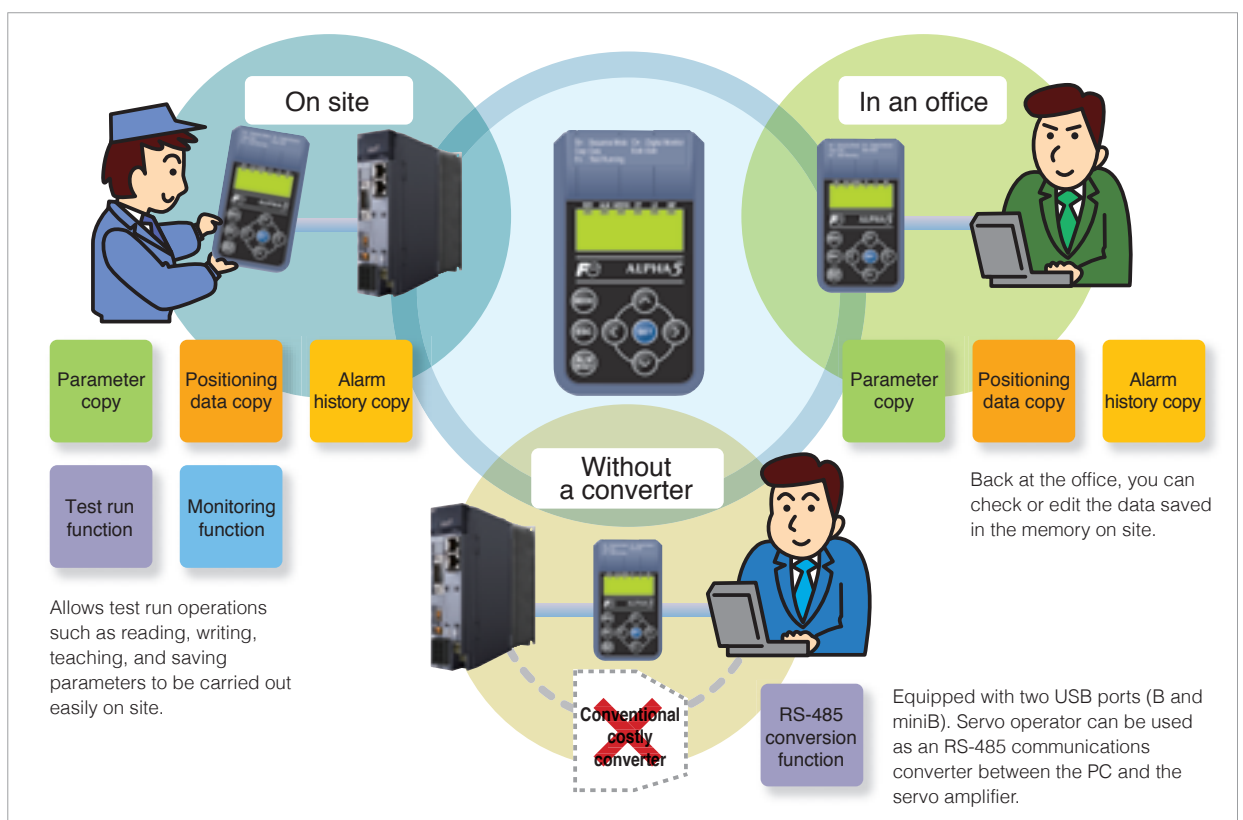 On site
In an office
ALPHA5
ALPHA5
ALPHA5
Parameter
copy
Positioning
data copy
Alarm
history copy
Parameter
copy
Positioning
data copy
Alarm
history copy
Test run
function
Monitoring
function
Without
a converter
Back at the office, you can
check or edit the data saved
in the memory on site.
Allows test run operations
such as reading, writing,
teaching, and saving
parameters to be carried out
easily on site.
Conventional
costly
converter
RS-485
conversion
function
Equipped with two USB ports (B and
miniB). Servo operator can be used
as an RS-485 communications
converter between the PC and the
servo amplifier.